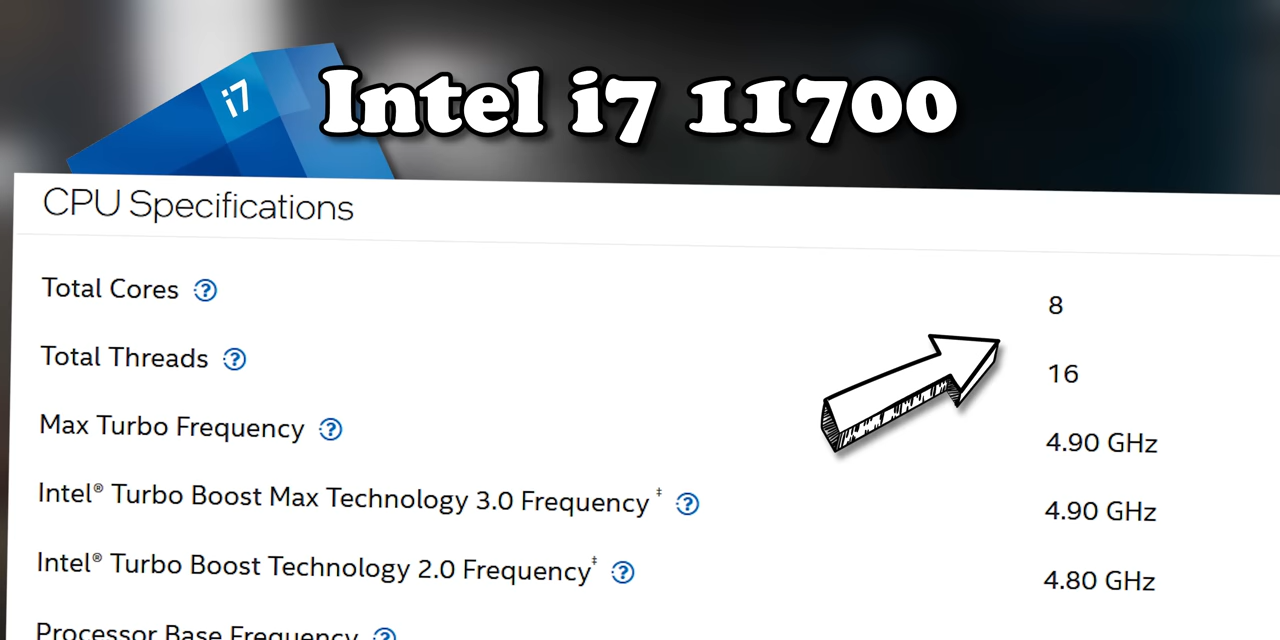 i7
Intel i7 11700
CPU Specifications
Total Cores ? 8
Total Threads ? 16
Max Turbo Frequency ? 4.90 GHz
Intel® Turbo Boost Max Technology 3.0 Frequency‡ ? 4.90 GHz
Intel® Turbo Boost Technology 2.0 Frequency‡ ? 4.80 GHz
Processor Base Frequency ?